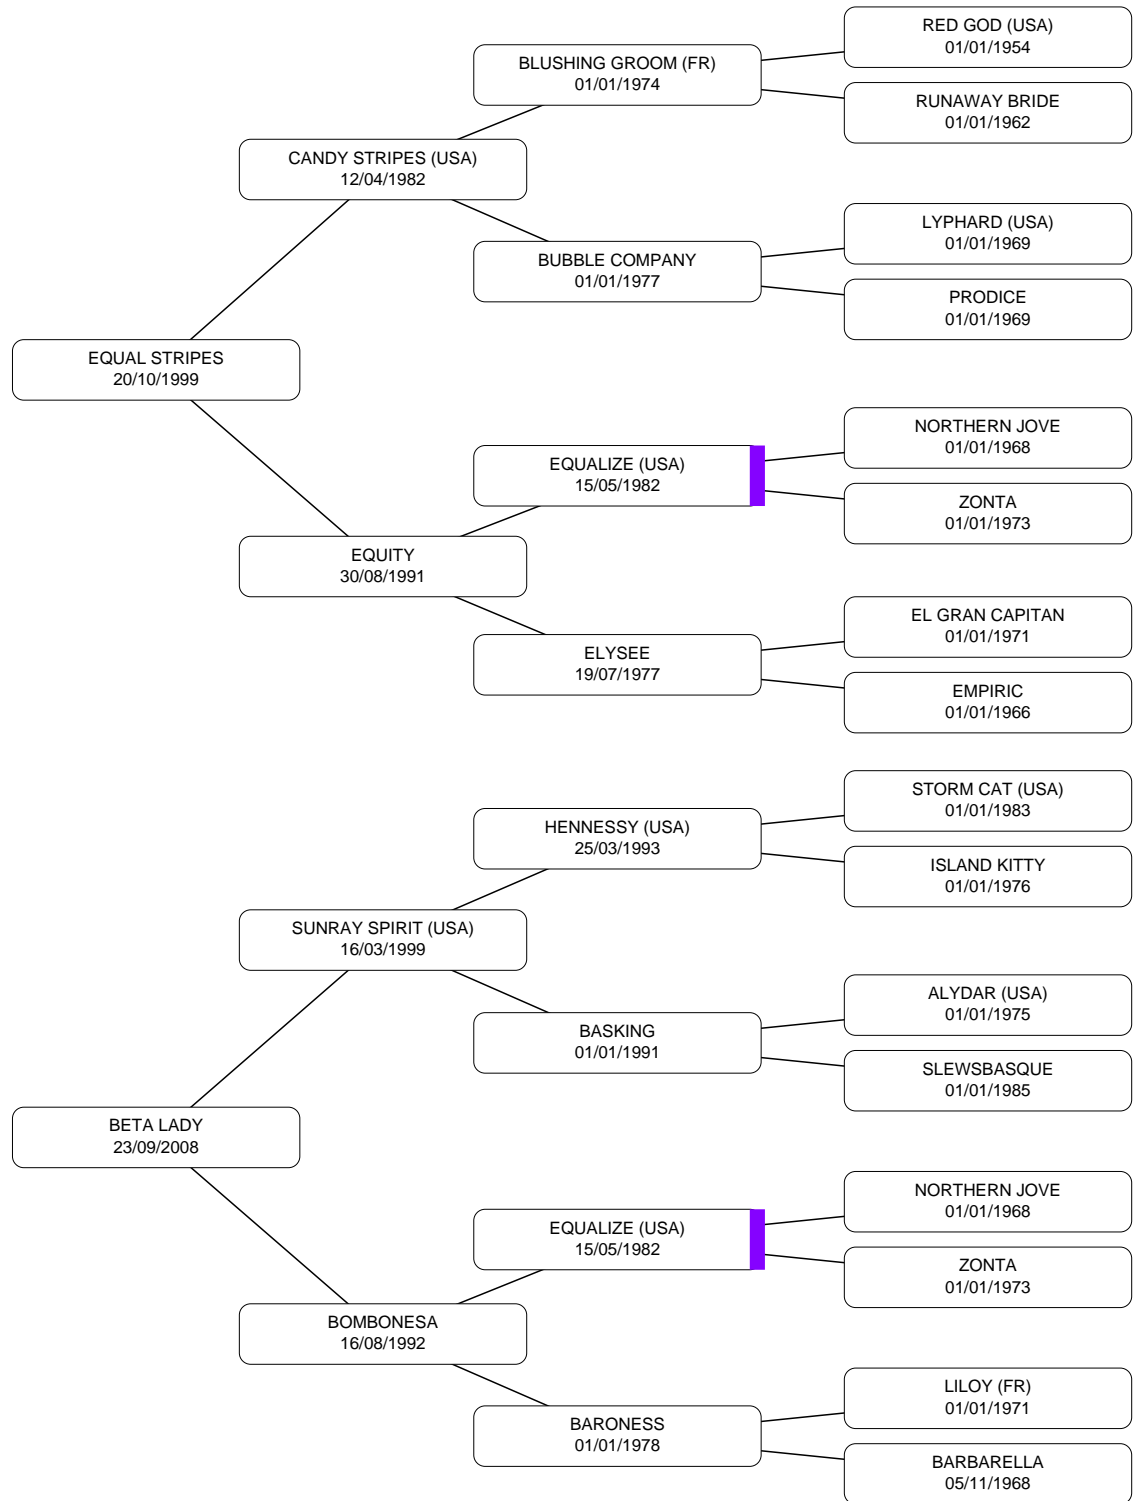 RED GOD (USA)
01/01/1954
BLUSHING GROOM (FR)
01/01/1974
RUNAWAY BRIDE
01/01/1962
CANDY STRIPES (USA)
12/04/1982
LYPHARD (USA)
01/01/1969
BUBBLE COMPANY
01/01/1977
PRODICE
01/01/1969
EQUAL STRIPES
20/10/1999
NORTHERN JOVE
01/01/1968
EQUALIZE (USA)
15/05/1982
ZONTA
01/01/1973
EQUITY
30/08/1991
EL GRAN CAPITAN
01/01/1971
ELYSEE
19/07/1977
EMPIRIC
01/01/1966
STORM CAT (USA)
01/01/1983
HENNESSY (USA)
25/03/1993
ISLAND KITTY
01/01/1976
SUNRAY SPIRIT (USA)
16/03/1999
ALYDAR (USA)
01/01/1975
BASKING
01/01/1991
SLEWSBASQUE
01/01/1985
BETA LADY
23/09/2008
NORTHERN JOVE
01/01/1968
EQUALIZE (USA)
15/05/1982
ZONTA
01/01/1973
BOMBONESA
16/08/1992
LILOY (FR)
01/01/1971
BARONESS
01/01/1978
BARBARELLA
05/11/1968